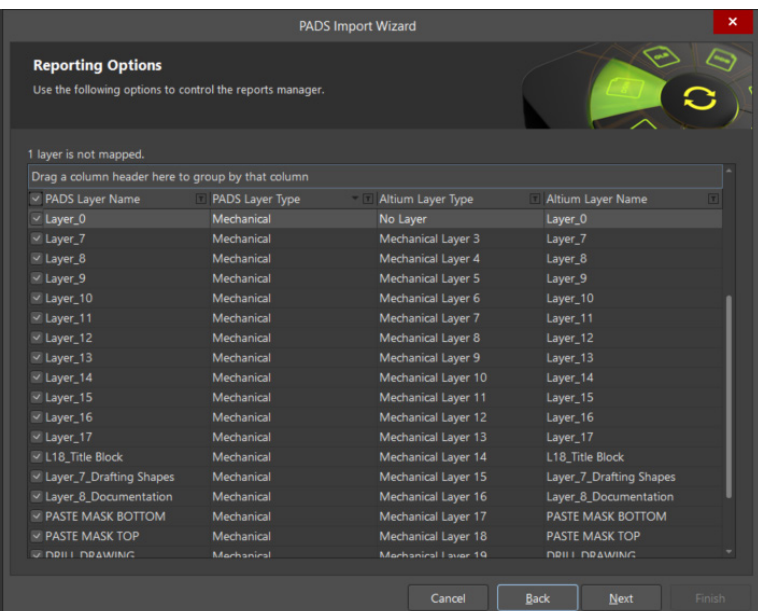 PADS Import Wizard
Reporting Options
Use the following options to control the reports manager.
1 layer is not mapped.
Drag a column header here to group by that column
PADS Layer Name PADS Layer Type Altium Layer Type Altium Layer Name
Layer_0 Mechanical No Layer Layer_0
Layer_7 Mechanical Mechanical Layer 3 Layer_7
Layer_8 Mechanical Mechanical Layer 4 Layer_8
Layer_9 Mechanical Mechanical Layer 5 Layer_9
Layer_10 Mechanical Mechanical Layer 6 Layer_10
Layer_11 Mechanical Mechanical Layer 7 Layer_11
Layer_12 Mechanical Mechanical Layer 8 Layer_12
Layer_13 Mechanical Mechanical Layer 9 Layer_13
Layer_14 Mechanical Mechanical Layer 10 Layer_14
Layer_15 Mechanical Mechanical Layer 11 Layer_15
Layer_16 Mechanical Mechanical Layer 12 Layer_16
Layer_17 Mechanical Mechanical Layer 13 Layer_17
L18_Title Block Mechanical Mechanical Layer 14 L18_Title Block
Layer_7_Drafting Shapes Mechanical Mechanical Layer 15 Layer_7_Drafting Shapes
Layer_8_Documentation Mechanical Mechanical Layer 16 Layer_8_Documentation
PASTE MASK BOTTOM Mechanical Mechanical Layer 17 PASTE MASK BOTTOM
PASTE MASK TOP Mechanical Mechanical Layer 18 PASTE MASK TOP
DRILL DRAWING Mechanical Mechanical Layer 19 DRILL DRAWING
Cancel Back Next Finish